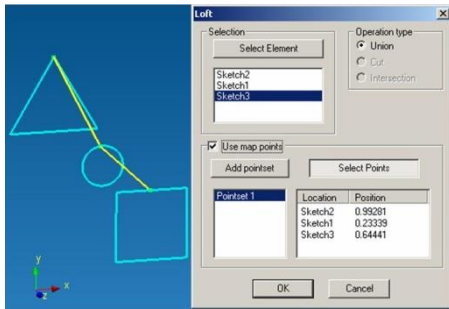 Loft
Selection
Select Element
Sketch2
Sketch1
Sketch3
Operation type
Union
Cut
Intersection
Use map points
Add pointset
Select Points
Pointset 1
Location Position
Sketch2 0.99281
Sketch1 0.23339
Sketch3 0.64441
OK Cancel
y
x
z